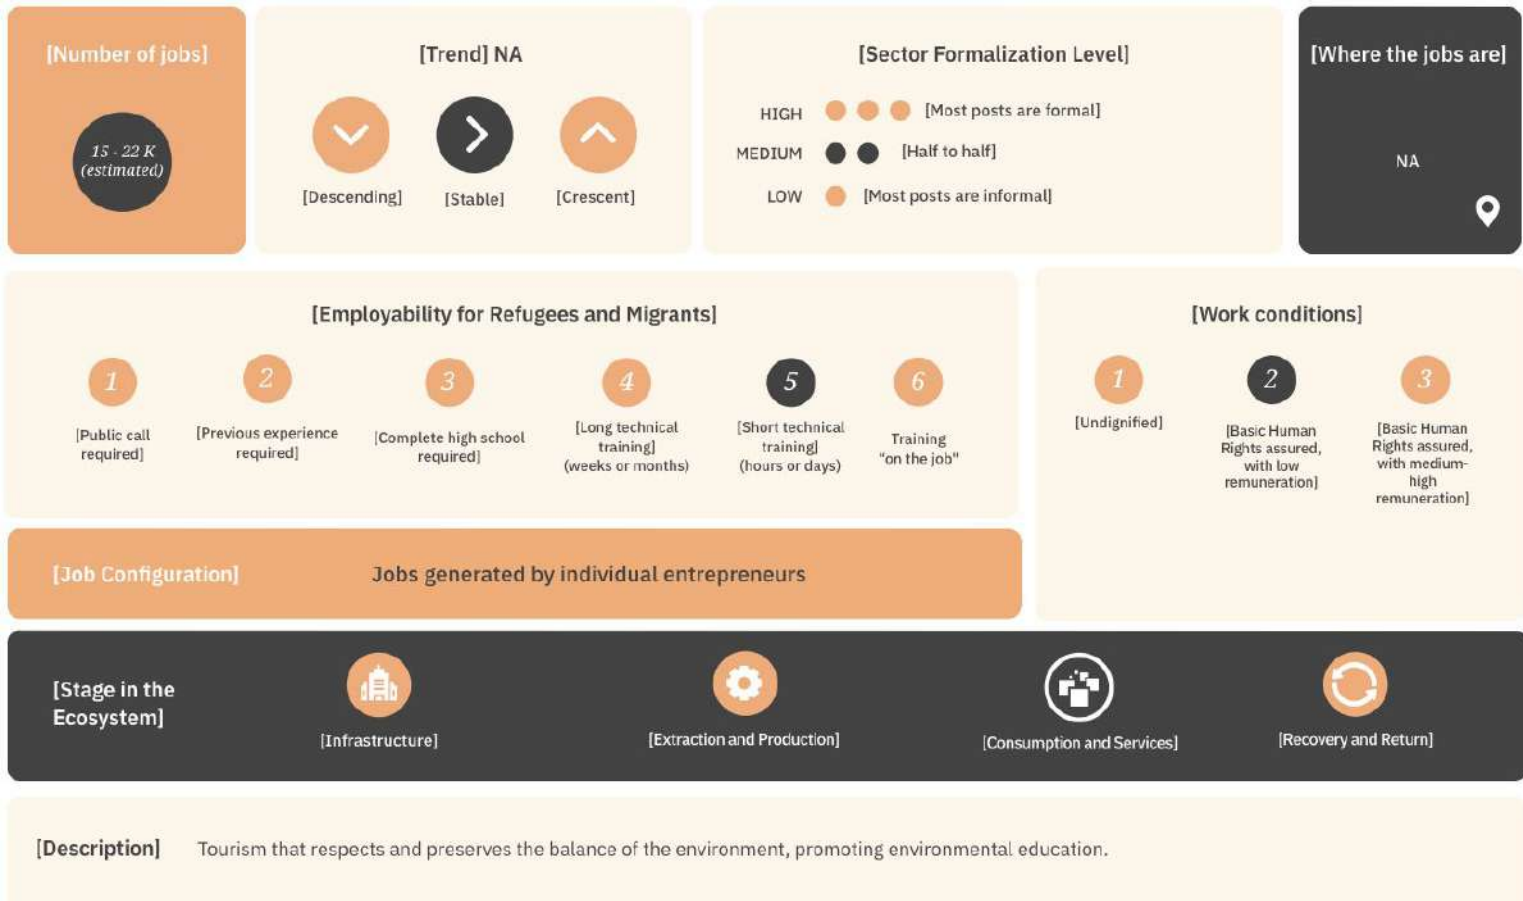 [Number of jobs]
15 - 22 K
(estimated)
[Trend] NA
[Descending]
[Stable]
[Crescent]
[Sector Formalization Level]
HIGH [Most posts are formal]
MEDIUM [Half to half]
LOW [Most posts are informal]
[Where the jobs are]
NA
[Employability for Refugees and Migrants]
1
[Public call
required]
2
[Previous experience
required]
3
[Complete high school
required]
4
[Long technical
training]
(weeks or months)
5
[Short technical
training]
(hours or days)
6
Training
"on the job"
[Work conditions]
1
[Undignified]
2
[Basic Human
Rights assured,
with low
remuneration]
3
[Basic Human
Rights assured,
with medium-
high
remuneration]
[Job Configuration] Jobs generated by individual entrepreneurs
[Stage in the
Ecosystem]
[Infrastructure]
[Extraction and Production]
[Consumption and Services]
[Recovery and Return]
[Description] Tourism that respects and preserves the balance of the environment, promoting environmental education.